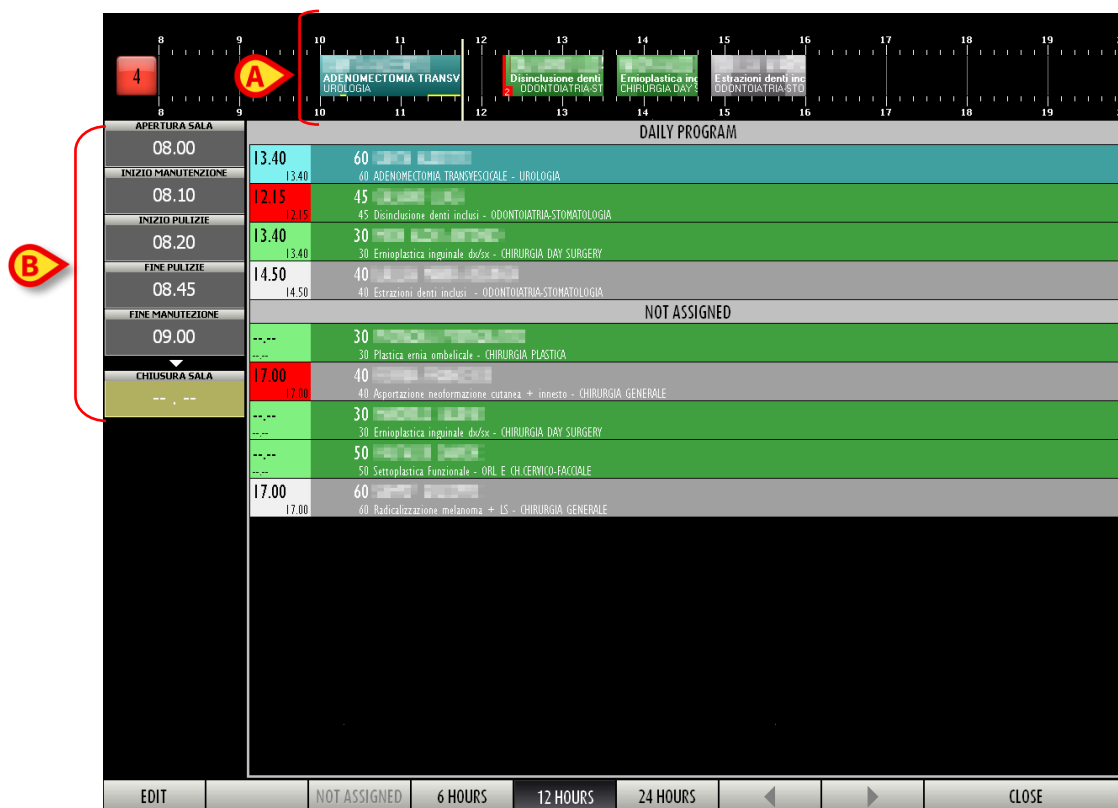 8 9 10 11 12 13 14 15 16 17 18 19
4
A
ADENOMECTOMIA TRANSV
UROLOGIA
2
Disinclusione denti
ODONTOIATRIA-ST
Ernioplastica ing
CHIRURGIA DAY S
Estrazioni denti inc
ODONTOIATRIA-STO
8 9 10 11 12 13 14 15 16 17 18 19
B
APERTURA SALA
08.00
INIZIO MANUTENZIONE
08.10
INIZIO PULIZIE
08.20
FINE PULIZIE
08.45
FINE MANUTEZIONE
09.00
CHIUSURA SALA
-- . --
DAILY PROGRAM
13.40 60
13.40 60 ADENOMECTOMIA TRANSVESCICALE - UROLOGIA
12.15 45
12.15 45 Disinclusione denti inclusi - ODONTOIATRIA-STOMATOLOGIA
13.40 30
13.40 30 Ernioplastica inguinale dx/sx - CHIRURGIA DAY SURGERY
14.50 40
14.50 40 Estrazioni denti inclusi - ODONTOIATRIA-STOMATOLOGIA
NOT ASSIGNED
--.-- 30
--.-- 30 Plastica ernia ombelicale - CHIRURGIA PLASTICA
17.00 40
17.00 40 Asportazione neoformazione cutanea + innesto - CHIRURGIA GENERALE
--.-- 30
--.-- 30 Ernioplastica inguinale dx/sx - CHIRURGIA DAY SURGERY
--.-- 50
--.-- 50 Settoplastica Funzionale - ORL E CH.CERVICO-FACCIALE
17.00 60
17.00 60 Radicalizzazione melanoma + LS - CHIRURGIA GENERALE
EDIT NOT ASSIGNED 6 HOURS 12 HOURS 24 HOURS CLOSE